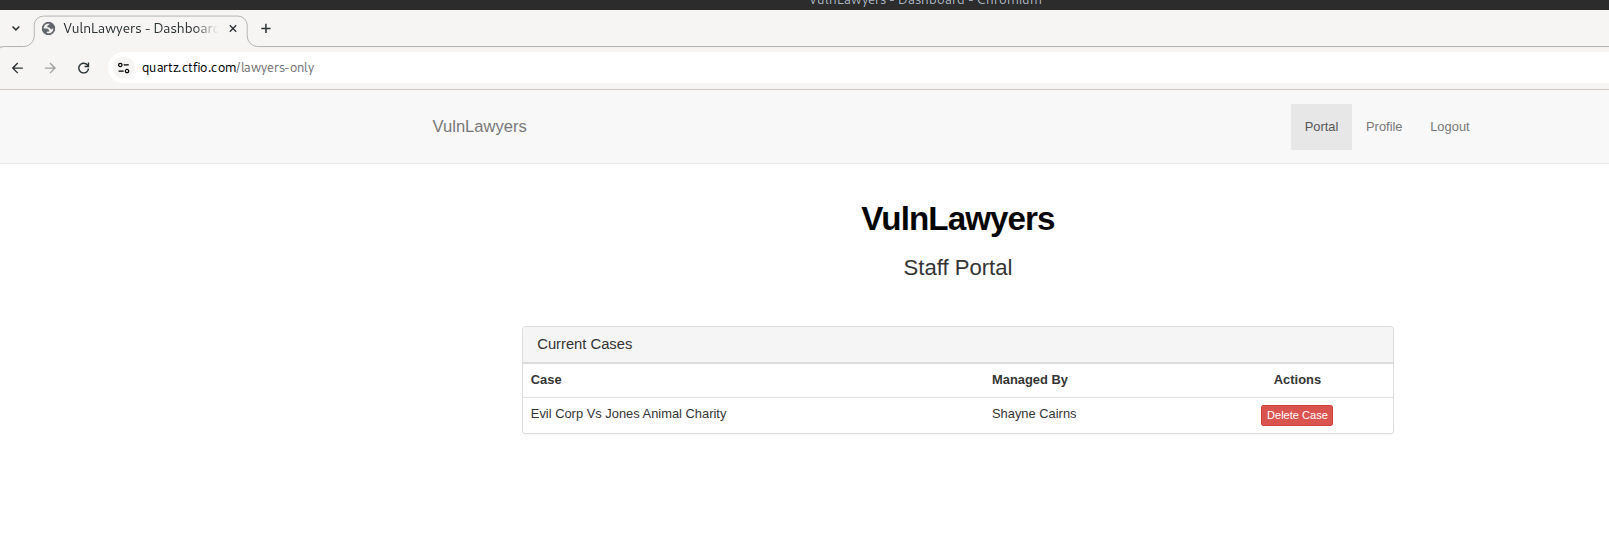 VulnLawyers - Dashboard - Chromium
VulnLawyers - Dashboard
quartz.ctfio.com/lawyers-only
VulnLawyers
Portal Profile Logout
VulnLawyers
Staff Portal
Current Cases
Case Managed By Actions
Evil Corp Vs Jones Animal Charity Shayne Cairns Delete Case